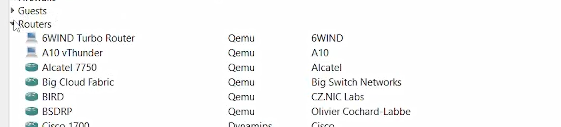 Guests
Routers
6WIND Turbo Router Qemu 6WIND
A10 vThunder Qemu A10
Alcatel 7750 Qemu Alcatel
Big Cloud Fabric Qemu Big Switch Networks
BIRD Qemu CZ.NIC Labs
BSDRP Qemu Olivier Cochard-Labbe
Cisco 1700 Dynamips Cisco